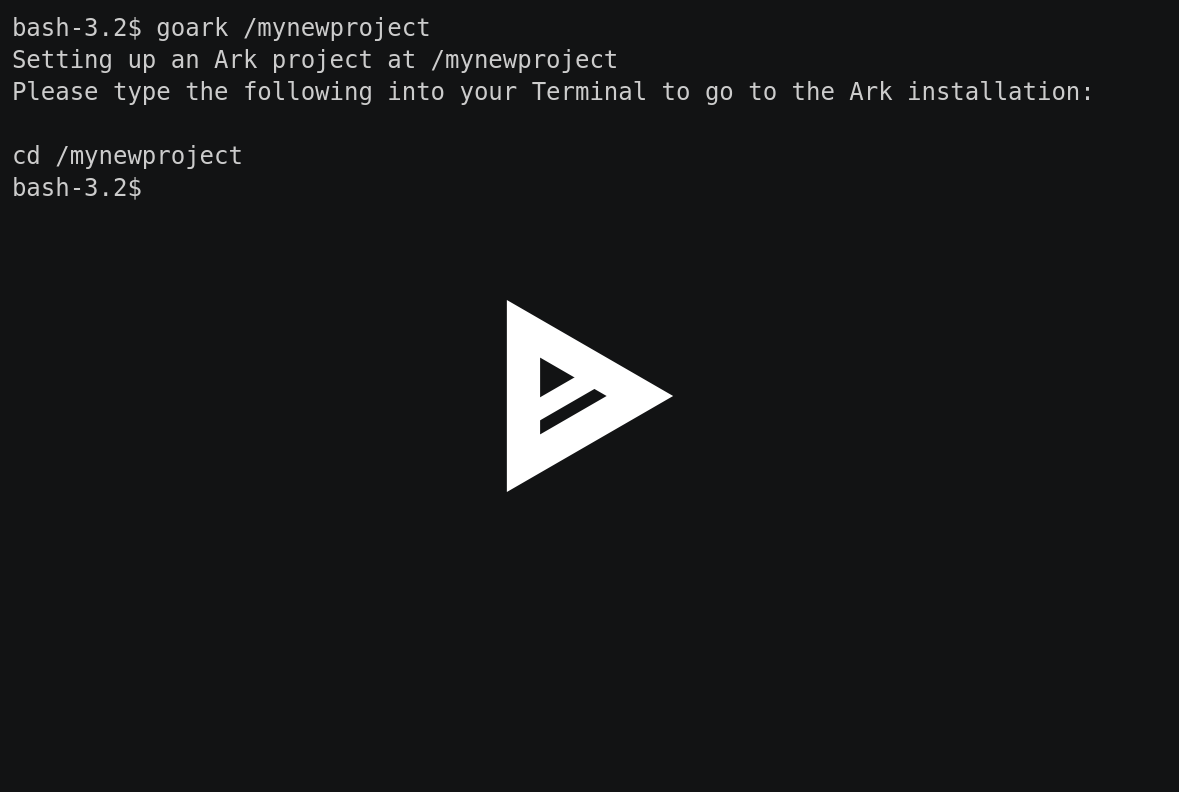 bash-3.2$ goark /mynewproject
Setting up an Ark project at /mynewproject
Please type the following into your Terminal to go to the Ark installation:
cd /mynewproject
bash-3.2$